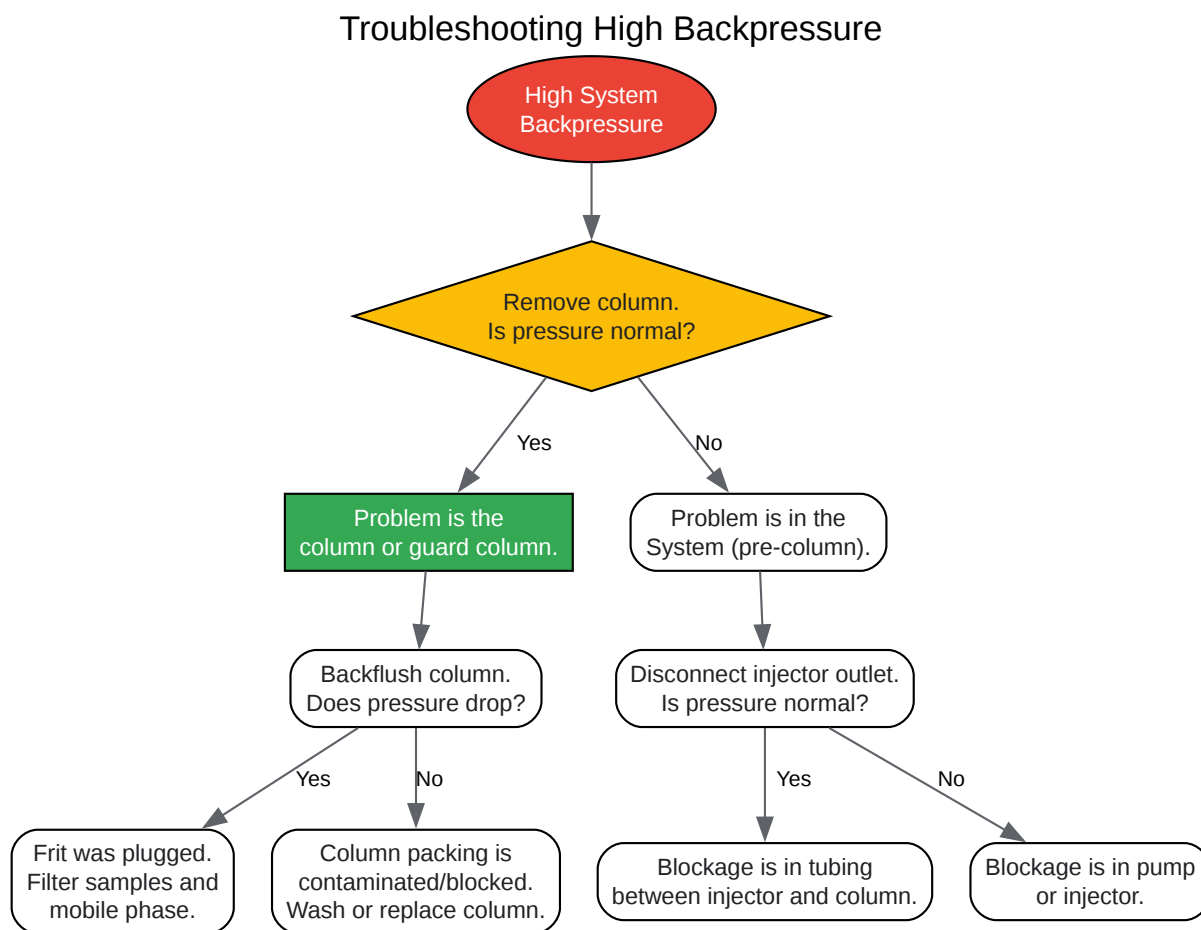 Troubleshooting High Backpressure
High System
Backpressure
Remove column.
Is pressure normal?
Yes
No
Problem is the
column or guard column.
Problem is in the
System (pre-column).
Backflush column.
Does pressure drop?
Disconnect injector outlet.
Is pressure normal?
Yes
No
Yes
No
Frit was plugged.
Filter samples and
mobile phase.
Column packing is
contaminated/blocked.
Wash or replace column.
Blockage is in tubing
between injector and column.
Blockage is in pump
or injector.